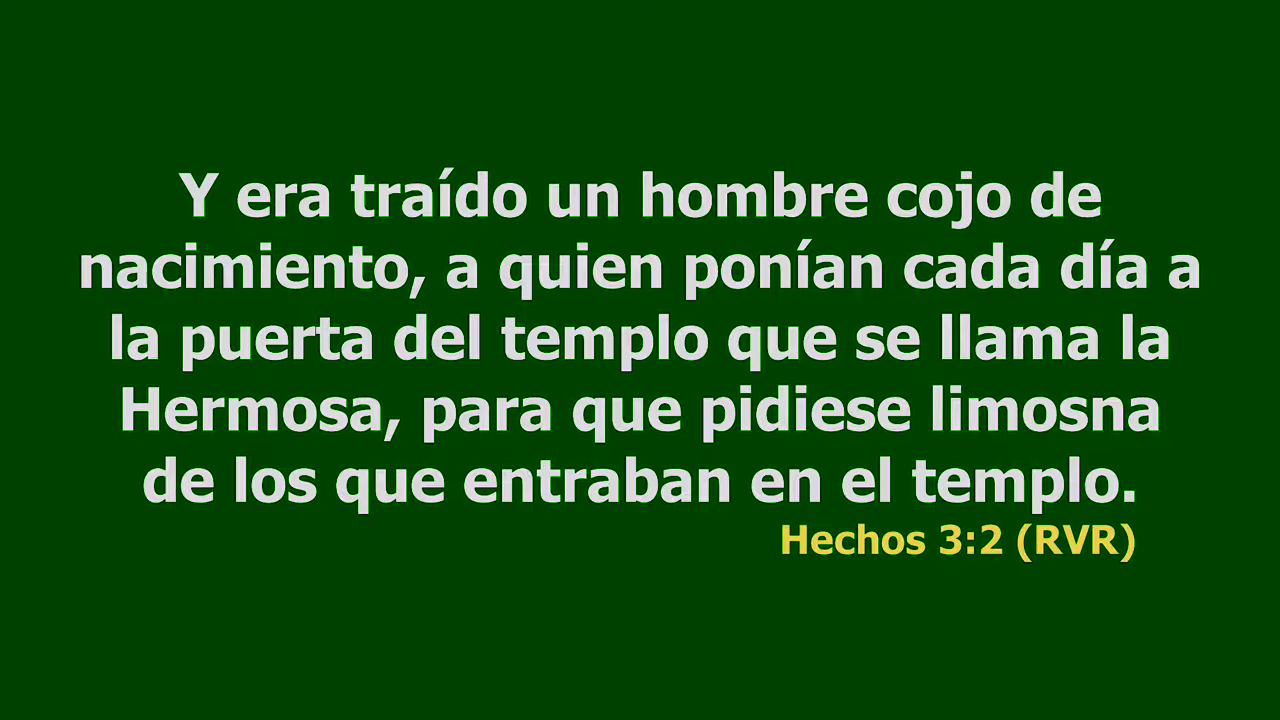 Y era traído un hombre cojo de
nacimiento, a quien ponían cada día a
la puerta del templo que se llama la
Hermosa, para que pidiese limosna
de los que entraban en el templo.
Hechos 3:2 (RVR)